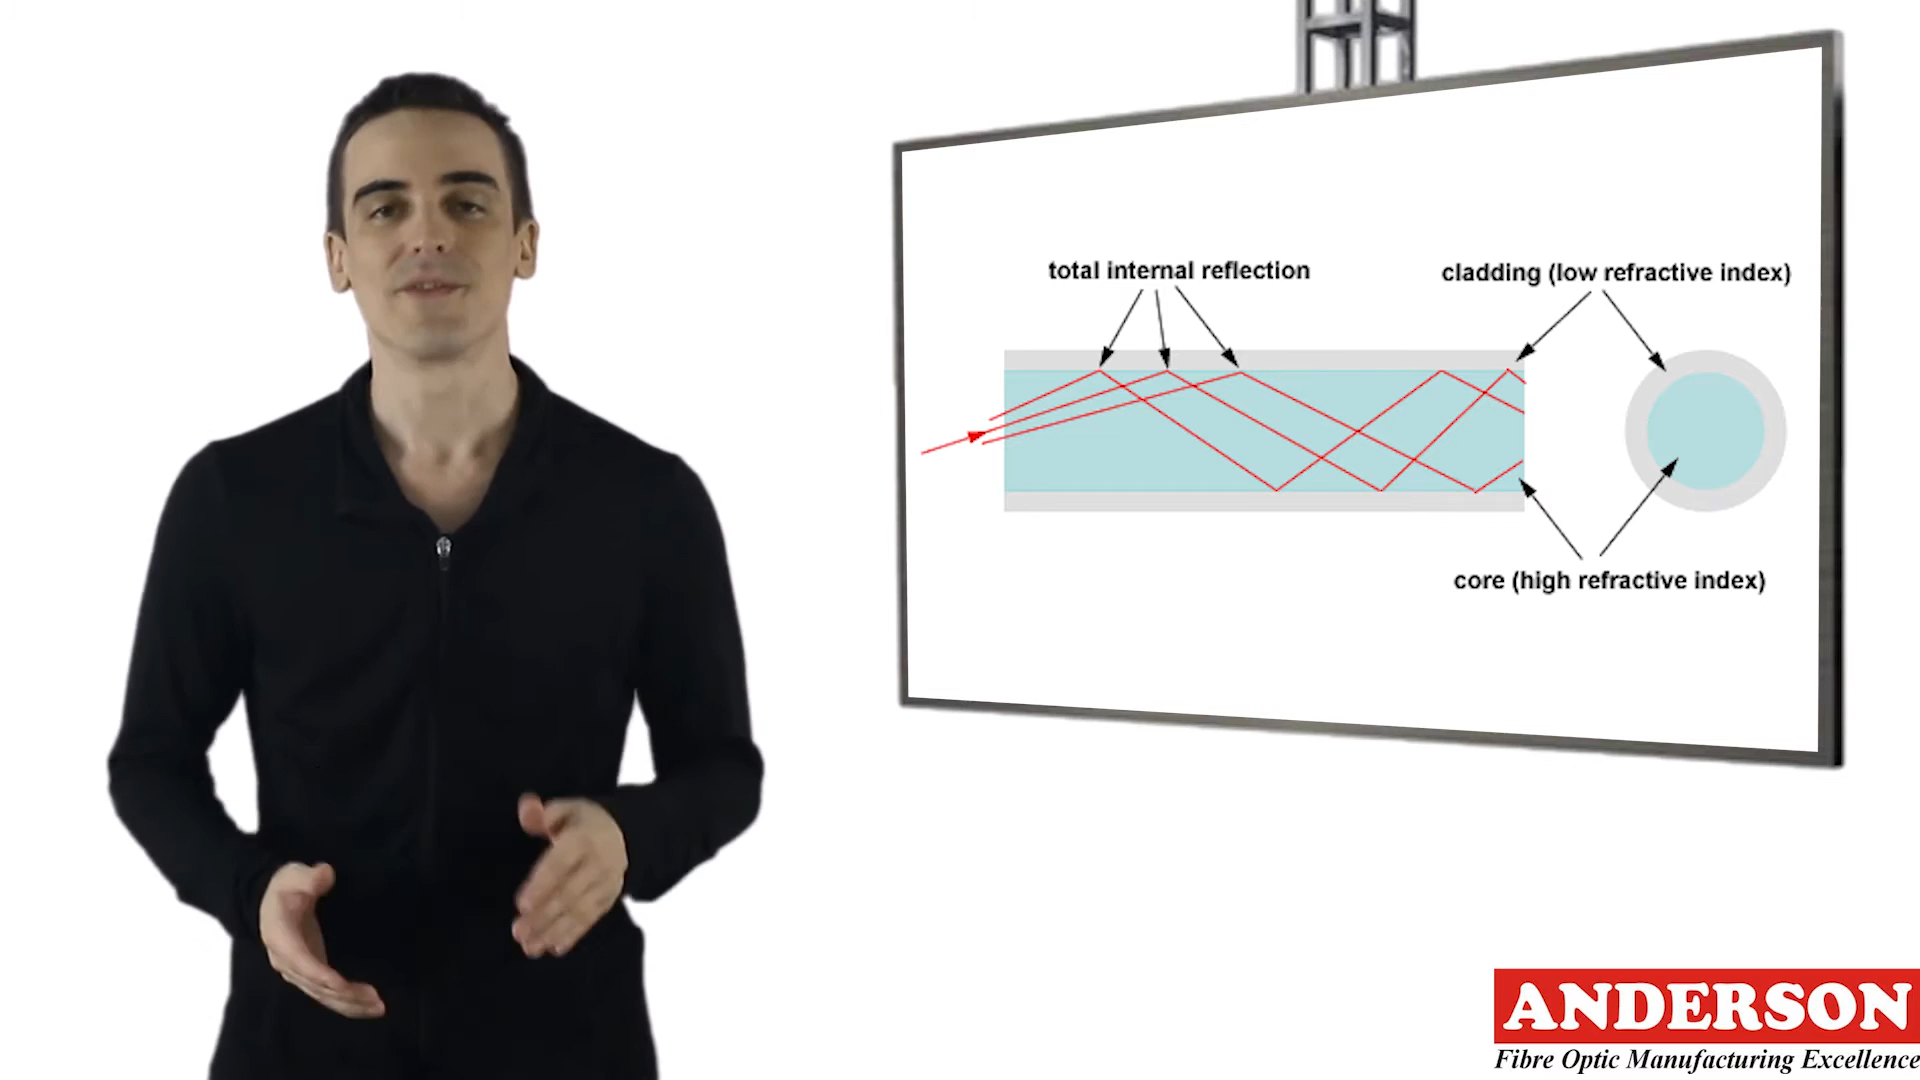 total internal reflection
cladding (low refractive index)
core (high refractive index)
ANDERSON
Fibre Optic Manufacturing Excellence